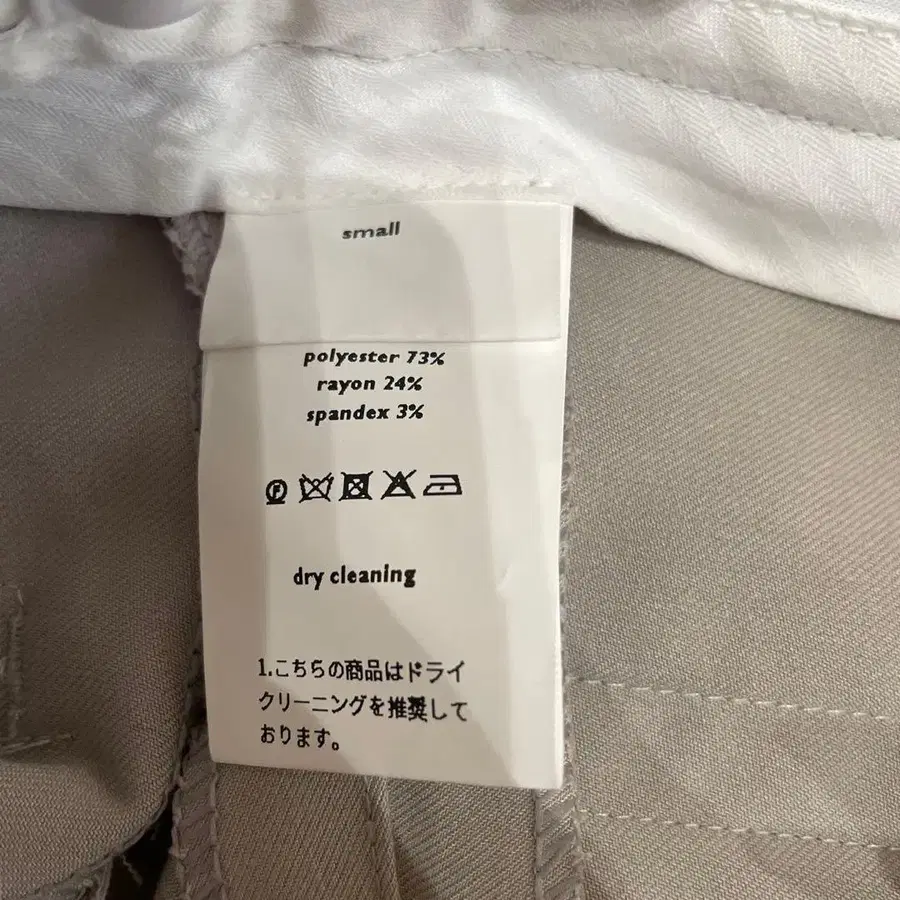 small
polyester 73%
rayon 24%
spandex 3%
F
dry cleaning
1.こちらの商品はドライ
クリーニングを推奨して
おります。